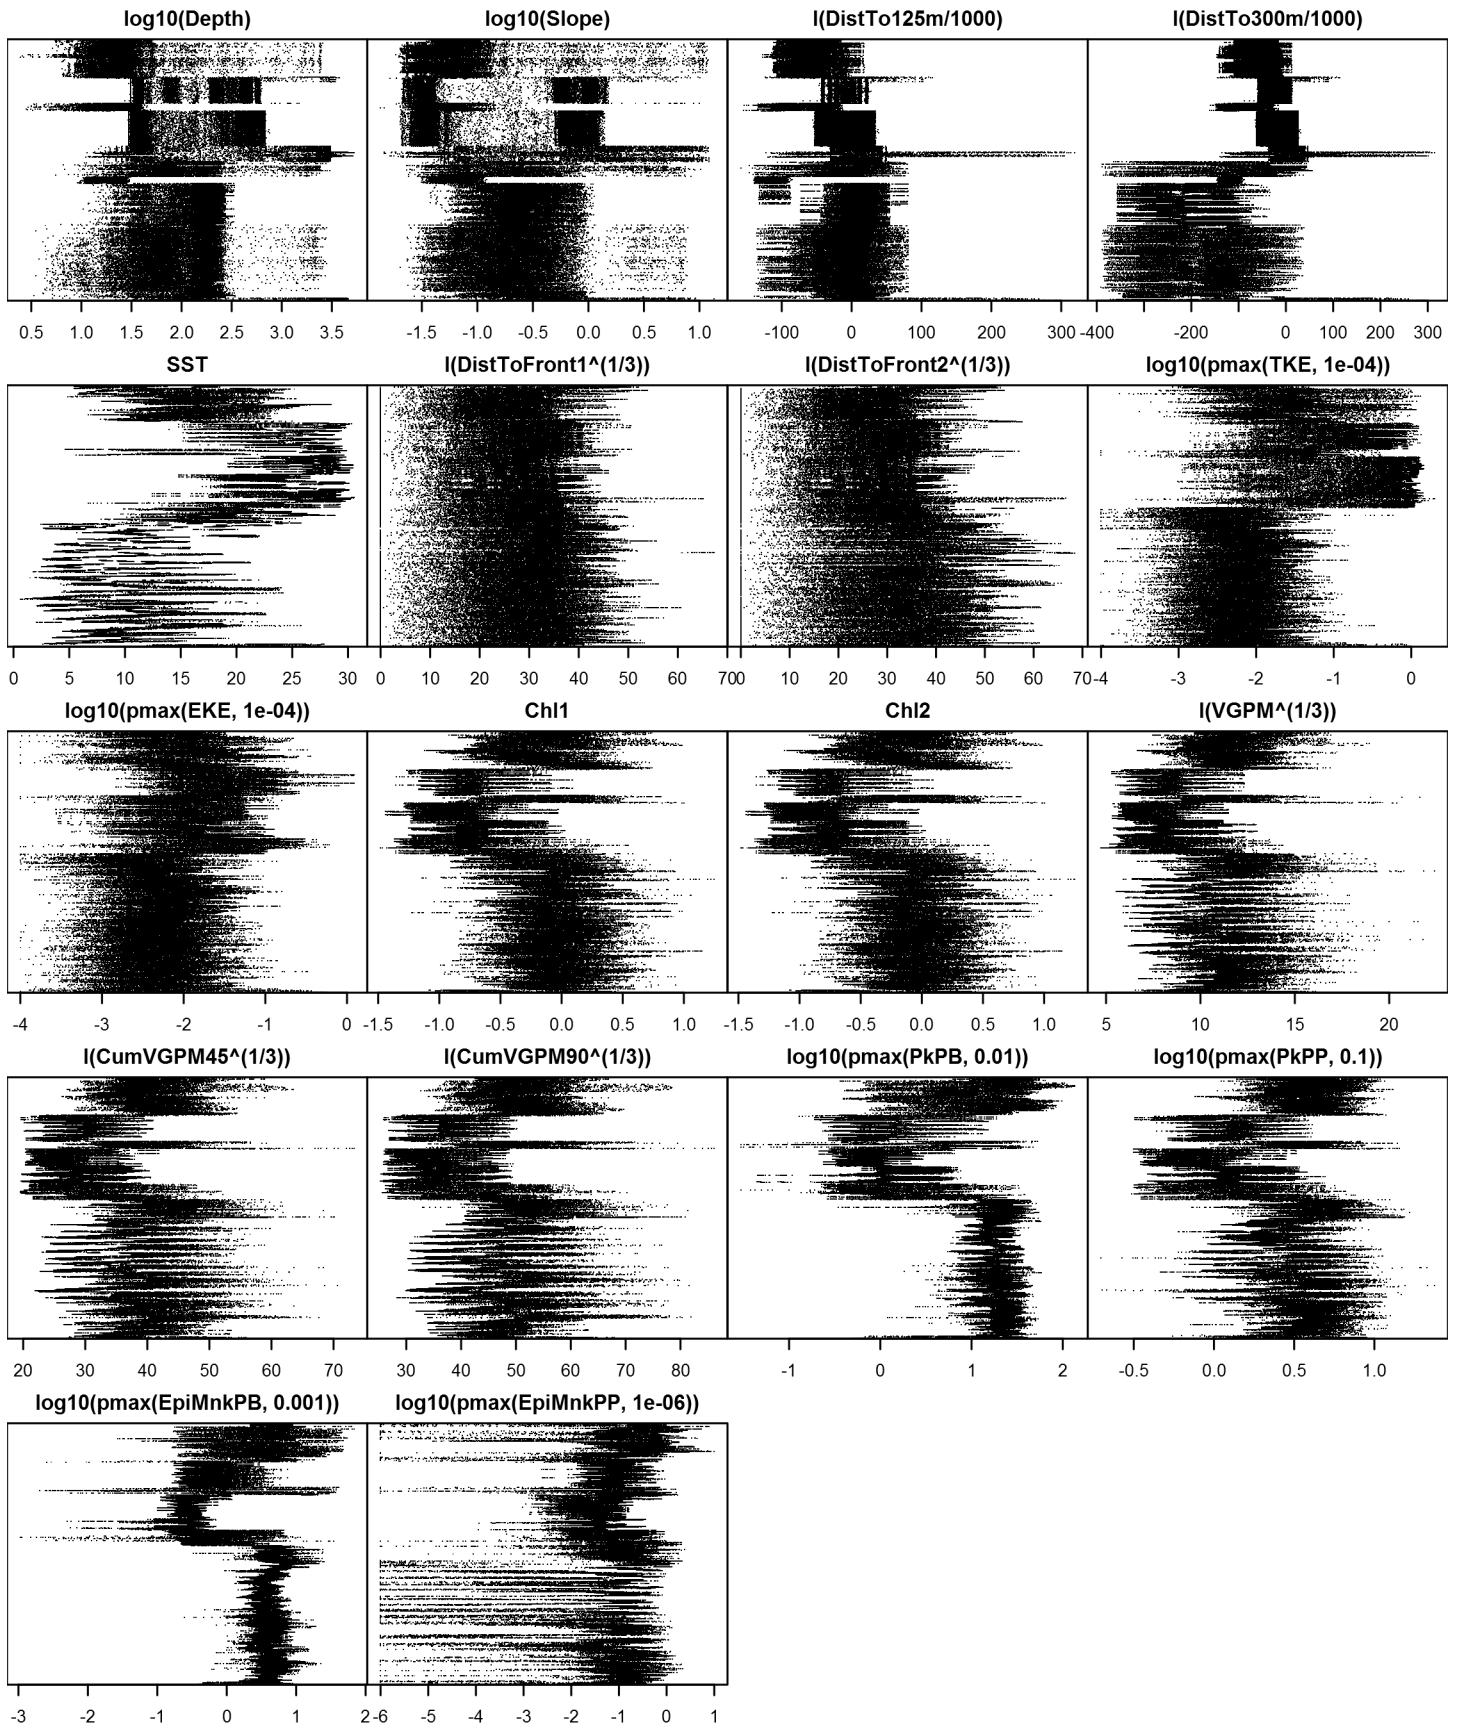 log10(Depth) log10(Slope) I(DistTo125m/1000) I(DistTo300m/1000)
0.5 1.0 1.5 2.0 2.5 3.0 3.5 -1.5 -1.0 -0.5 0.0 0.5 1.0 -100 0 100 200 300 -400 -200 0 100 200 300
SST I(DistToFront1^(1/3)) I(DistToFront2^(1/3)) log10(pmax(TKE, 1e-04))
0 5 10 15 20 25 30 0 10 20 30 40 50 60 70 0 10 20 30 40 50 60 70 -4 -3 -2 -1 0
log10(pmax(EKE, 1e-04)) Chl1 Chl2 I(VGPM^(1/3))
-4 -3 -2 -1 0 -1.5 -1.0 -0.5 0.0 0.5 1.0 -1.5 -1.0 -0.5 0.0 0.5 1.0 5 10 15 20
I(CumVGPM45^(1/3)) I(CumVGPM90^(1/3)) log10(pmax(PkPB, 0.01)) log10(pmax(PkPP, 0.1))
20 30 40 50 60 70 30 40 50 60 70 80 -1 0 1 2 -0.5 0.0 0.5 1.0
log10(pmax(EpiMnkPB, 0.001)) log10(pmax(EpiMnkPP, 1e-06))
-3 -2 -1 0 1 2 -6 -5 -4 -3 -2 -1 0 1